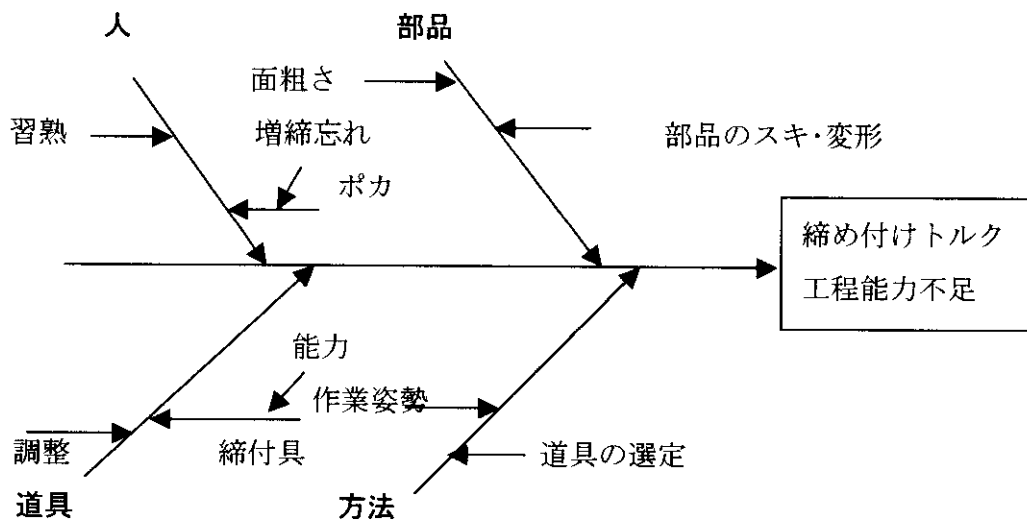 人
部品
面粗さ
習熟
増締忘れ
部品のスキ・変形
ポカ
締め付けトルク
工程能力不足
能力
作業姿勢
調整
締付具
道具の選定
道具
方法